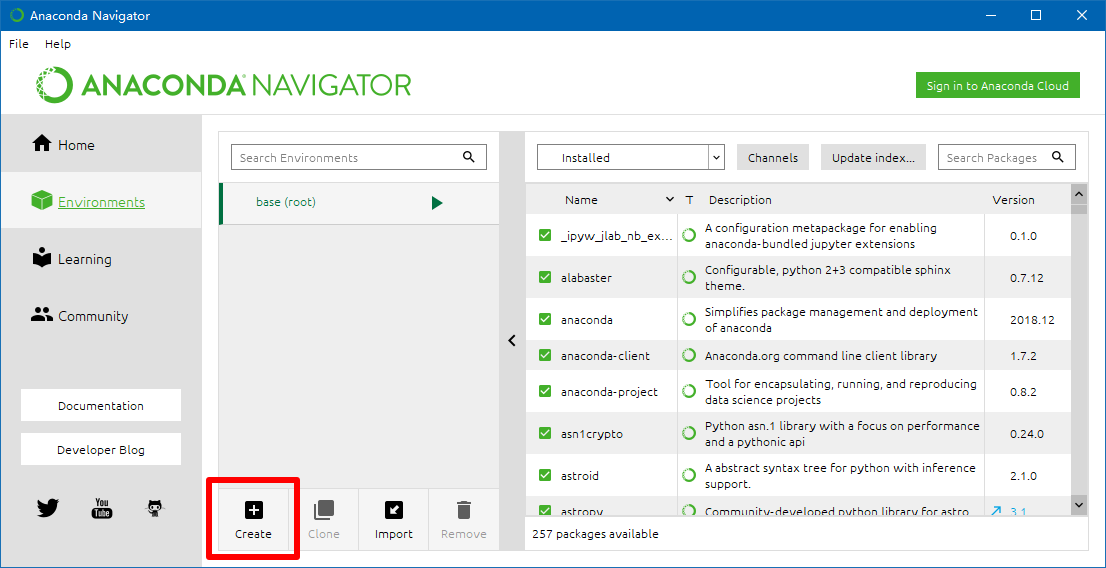 Anaconda Navigator
File Help
ANACONDA NAVIGATOR
Sign in to Anaconda Cloud
Home
Environments
Learning
Community
Documentation
Developer Blog
You
Tube
Search Environments
base (root)
Create
Clone
Import
Remove
Installed
Channels
Update index...
Search Packages
Name T Description Version
_ipyw_jlab_nb_ex... A configuration metapackage for enabling
anaconda-bundled jupyter extensions 0.1.0
alabaster Configurable, python 2+3 compatible sphinx
theme. 0.7.12
anaconda Simplifies package management and deployment
of anaconda 2018.12
anaconda-client Anaconda.org command line client library 1.7.2
anaconda-project Tool for encapsulating, running, and reproducing
data science projects 0.8.2
asn1crypto Python asn.1 library with a focus on performance
and a pythonic api 0.24.0
astroid A abstract syntax tree for python with inference
support. 2.1.0
astropy Community-developed python library for astro 3.1
257 packages available